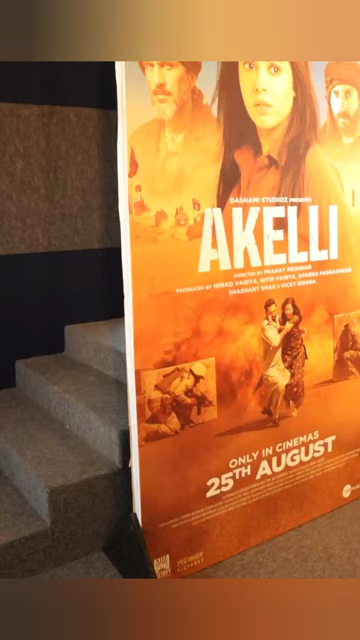 DASHAMI STUDIOZ PRESENTS
AKELLI
DIRECTED BY PRANAY MESHRAM
PRODUCED BY NINAD VAIDYA, NITIN VAIDYA, APARNA PADGAONKAR,
SHASHANT SHAH & VICKY SIDANA
ONLY IN CINEMAS
25TH AUGUST
PICTURES